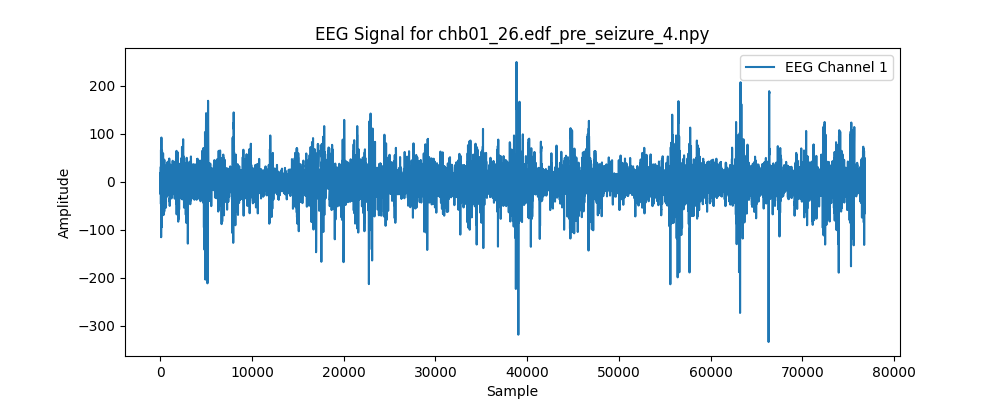 EEG Signal for chb01_26.edf_pre_seizure_4.npy
EEG Channel 1
200
100
0
−100
−200
−300
Amplitude
0 10000 20000 30000 40000 50000 60000 70000 80000
Sample